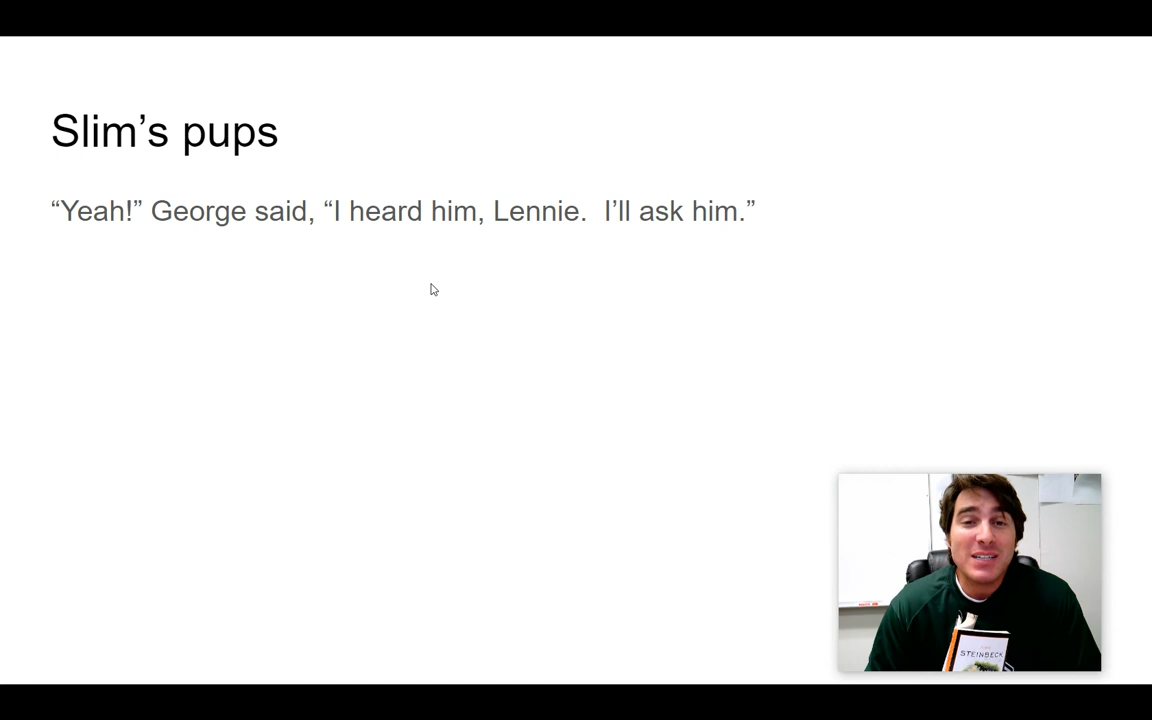 Slim’s pups
“Yeah!” George said, “I heard him, Lennie.  I’ll ask him.”
STEINBECK